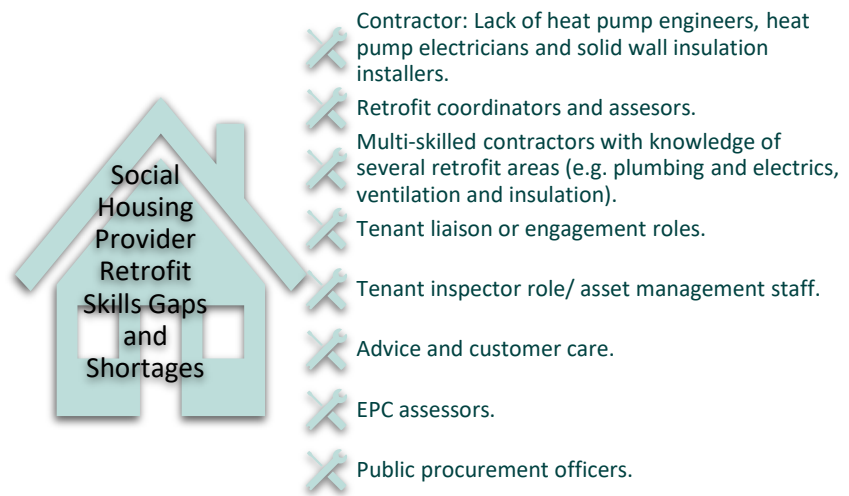 Social
Housing
Provider
Retrofit
Skills Gaps
and
Shortages
Contractor: Lack of heat pump engineers, heat
pump electricians and solid wall insulation
installers.
Retrofit coordinators and assesors.
Multi-skilled contractors with knowledge of
several retrofit areas (e.g. plumbing and electrics,
ventilation and insulation).
Tenant liaison or engagement roles.
Tenant inspector role/ asset management staff.
Advice and customer care.
EPC assessors.
Public procurement officers.